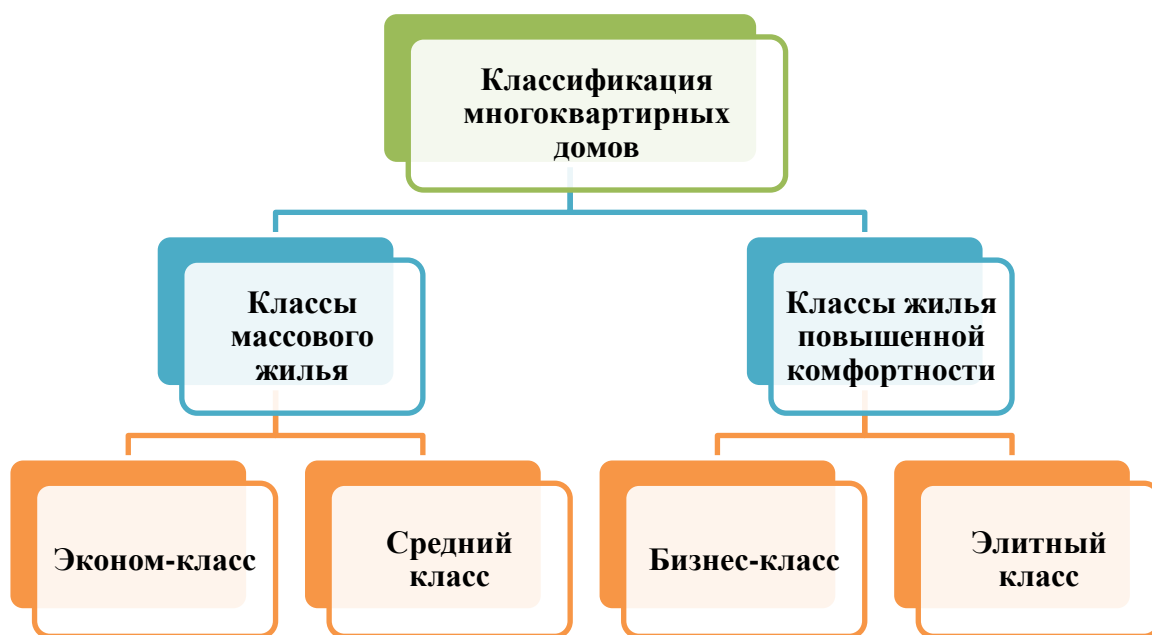 Классификация
многоквартирных
домов
Классы
массового
жилья
Классы жилья
повышенной
комфортности
Эконом-класс
Средний
класс
Бизнес-класс
Элитный
класс